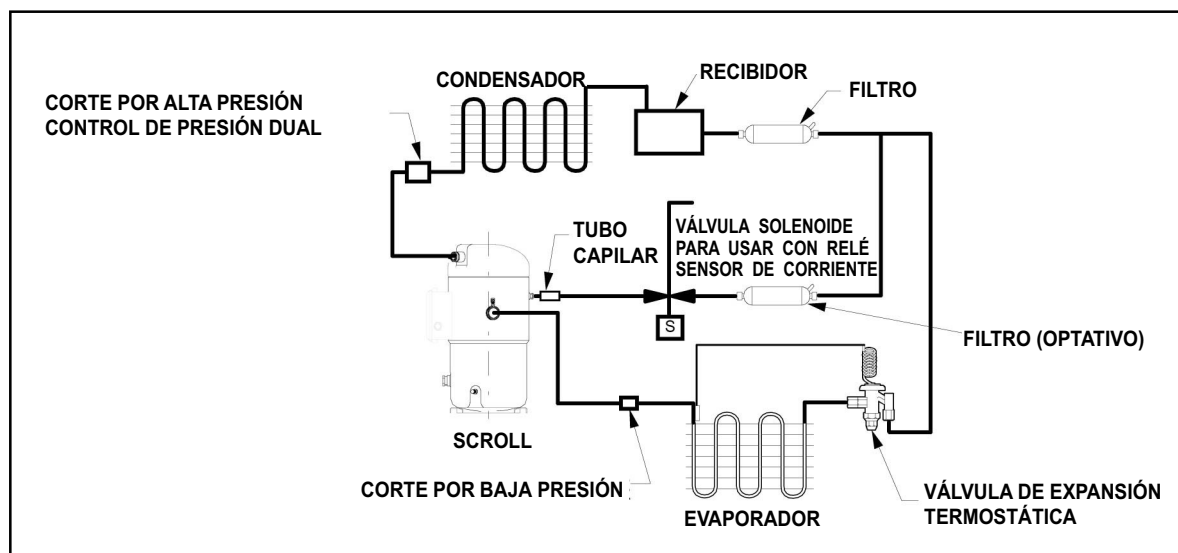 CONDENSADOR
RECIBIDOR
FILTRO
CORTE POR ALTA PRESIÓN
CONTROL DE PRESIÓN DUAL
TUBO
CAPILAR
VÁLVULA SOLENOIDE
PARA USAR CON RELÉ
SENSOR DE CORRIENTE
S
FILTRO (OPTATIVO)
SCROLL
CORTE POR BAJA PRESIÓN
EVAPORADOR
VÁLVULA DE EXPANSIÓN
TERMOSTÁTICA